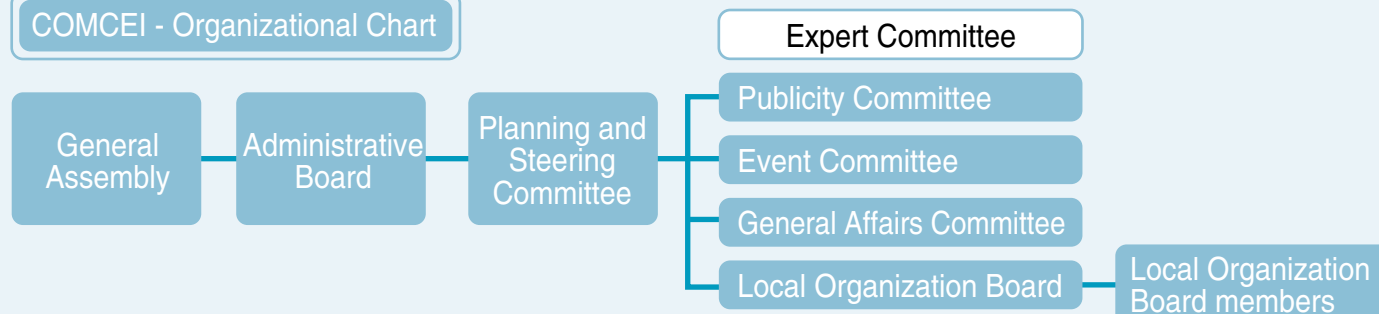 COMCEI - Organizational Chart
Expert Committee
General
Assembly
Administrative
Board
Planning and
Steering
Committee
Publicity Committee
Event Committee
General Affairs Committee
Local Organization Board
Local Organization
Board members